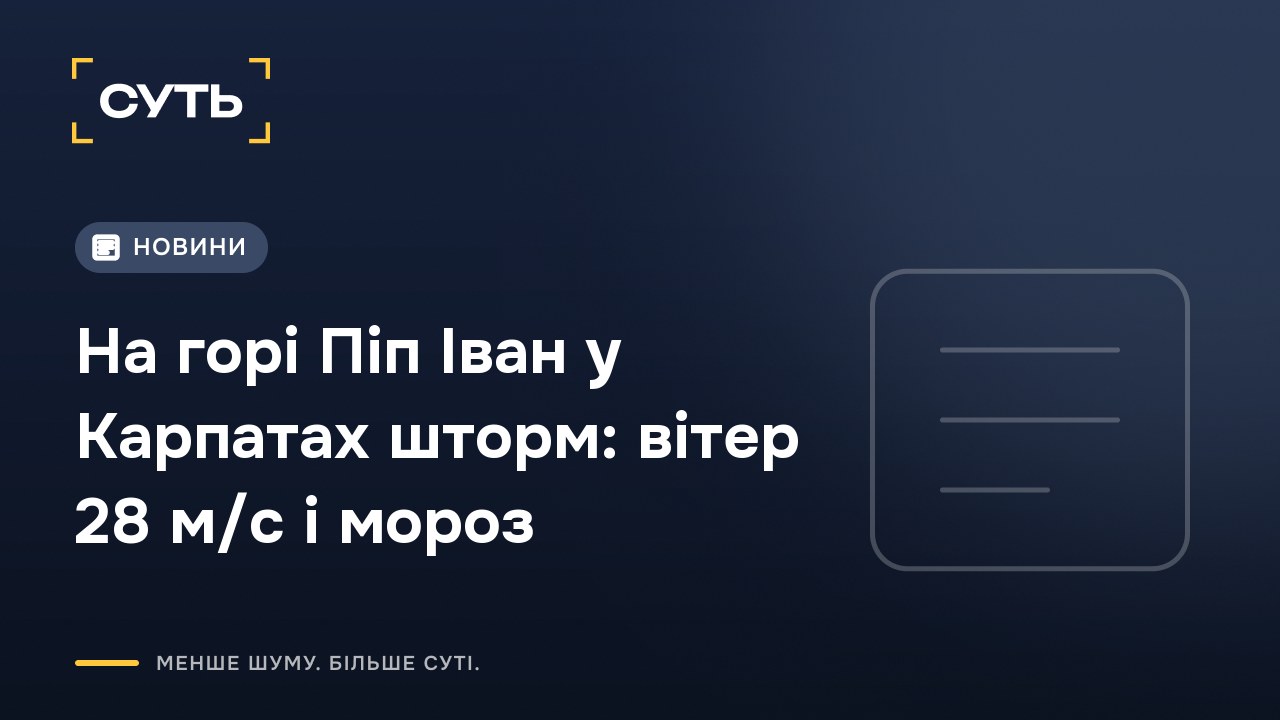 СУТЬ
НОВИНИ
На горі Піп Іван у
Карпатах шторм: вітер
28 м/с і мороз
МЕНШЕ ШУМУ. БІЛЬШЕ СУТІ.